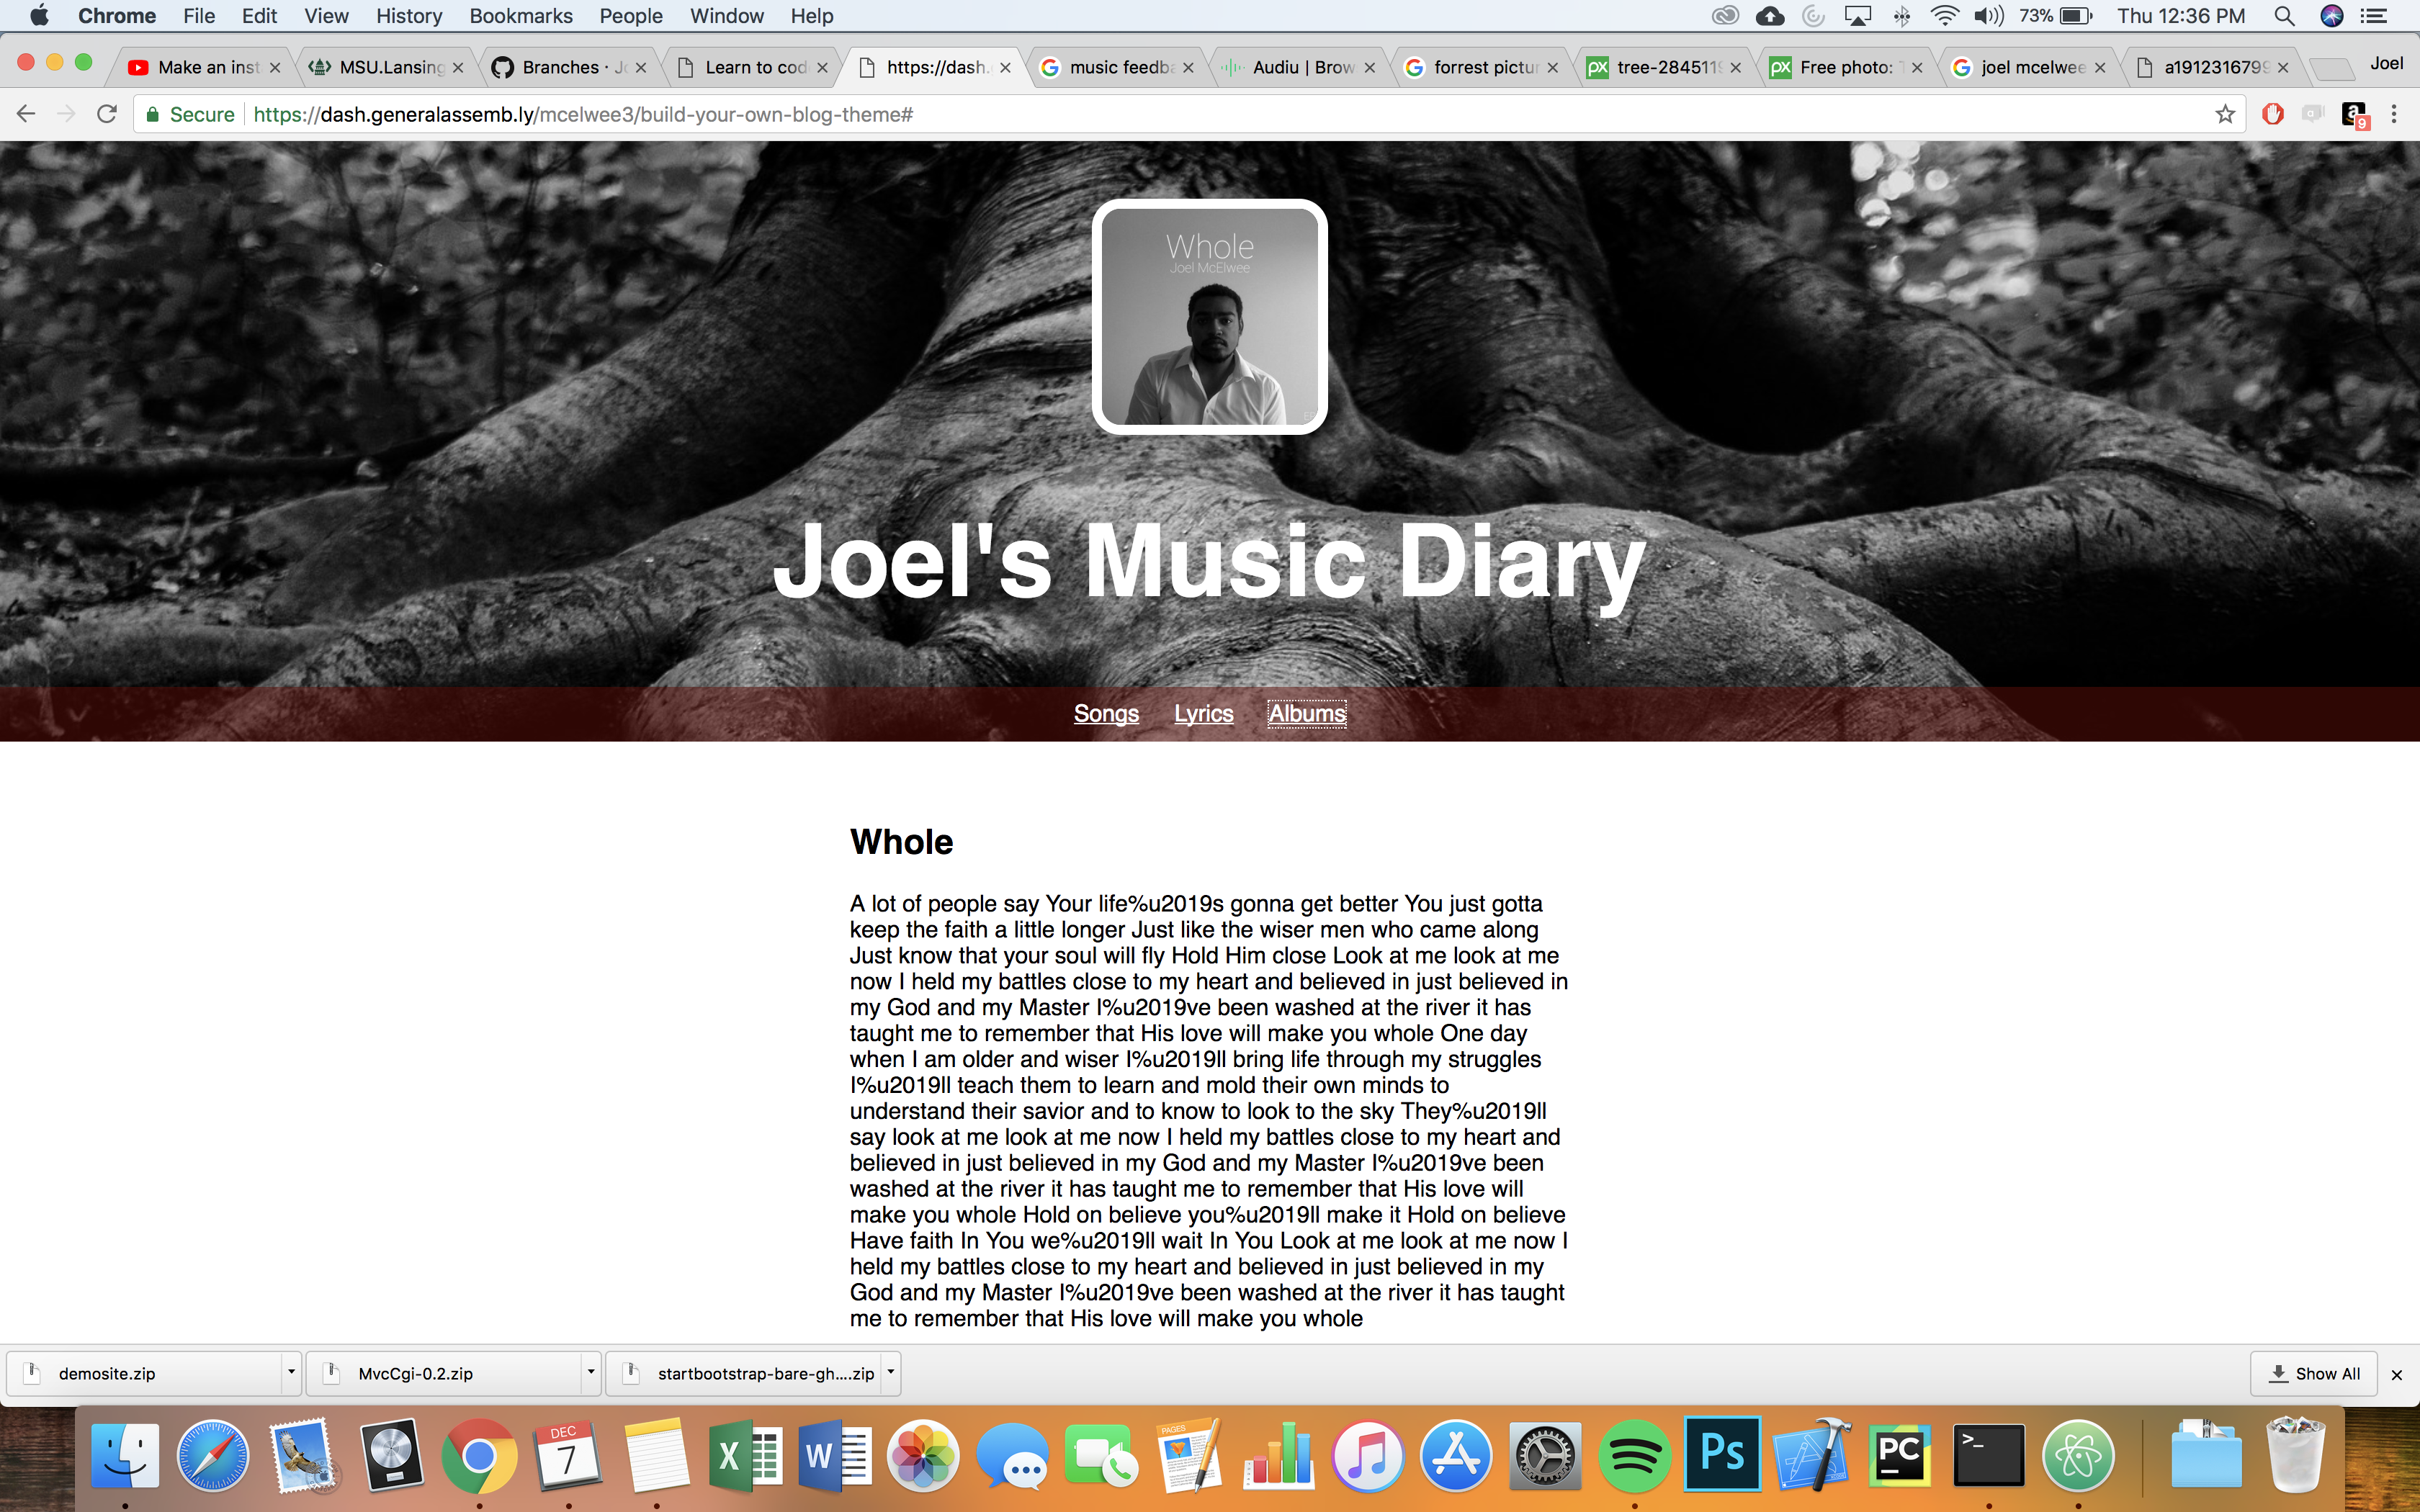 Chrome File Edit View History Bookmarks People Window Help 73% Thu 12:36 PM
Make an inst MSU.Lansing Branches · Jo Learn to cod https://dash. music feedba Audiu | Brow forrest pictur tree-2845119 Free photo: T joel mcelwee a1912316799 Joel
Secure https://dash.generalassemb.ly/mcelwee3/build-your-own-blog-theme# 9
Whole
Joel McElwee
Joel's Music Diary
Songs Lyrics Albums
Whole
A lot of people say Your life%u2019s gonna get better You just gotta
keep the faith a little longer Just like the wiser men who came along
Just know that your soul will fly Hold Him close Look at me look at me
now I held my battles close to my heart and believed in just believed in
my God and my Master I%u2019ve been washed at the river it has
taught me to remember that His love will make you whole One day
when I am older and wiser I%u2019ll bring life through my struggles
I%u2019ll teach them to learn and mold their own minds to
understand their savior and to know to look to the sky They%u2019ll
say look at me look at me now I held my battles close to my heart and
believed in just believed in my God and my Master I%u2019ve been
washed at the river it has taught me to remember that His love will
make you whole Hold on believe you%u2019ll make it Hold on believe
Have faith In You we%u2019ll wait In You Look at me look at me now I
held my battles close to my heart and believed in just believed in my
God and my Master I%u2019ve been washed at the river it has taught
me to remember that His love will make you whole
demosite.zip MvcCgi-0.2.zip startbootstrap-bare-gh....zip Show All
DEC
7
PAGES
X W Ps PC >_